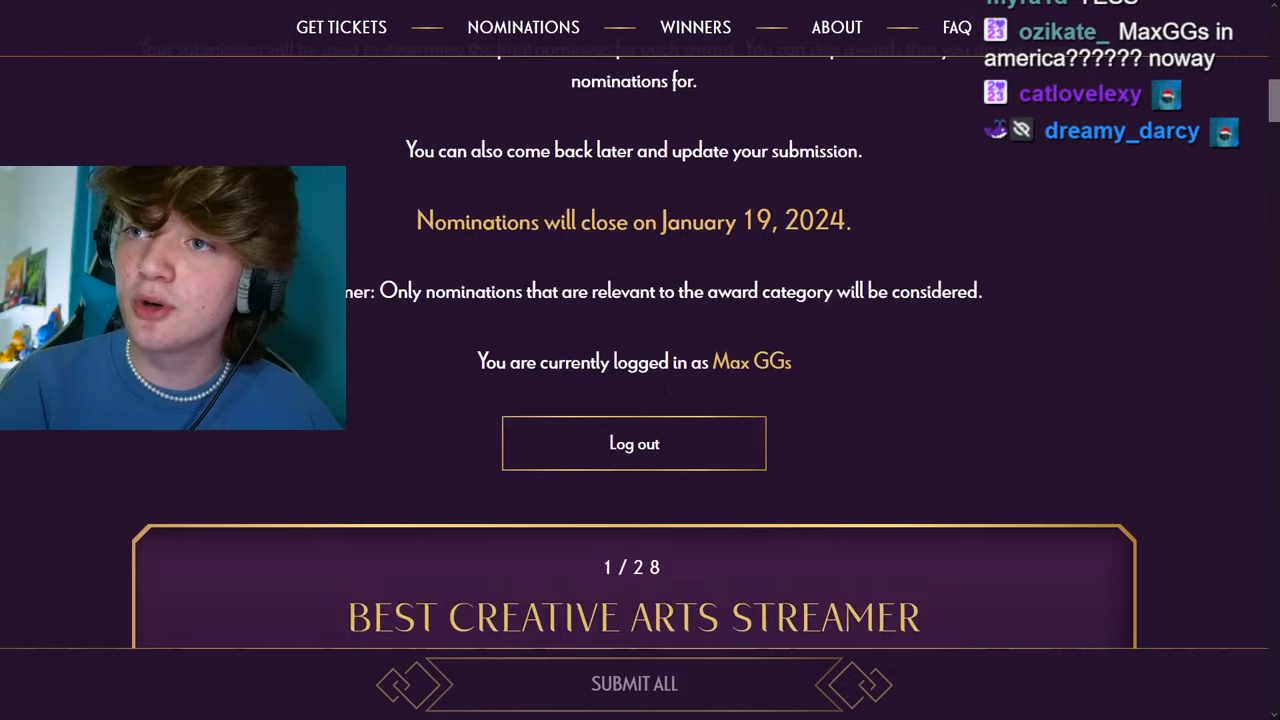 GET TICKETS NOMINATIONS WINNERS ABOUT FAQ
nominations for.
You can also come back later and update your submission.
Nominations will close on January 19, 2024.
mer: Only nominations that are relevant to the award category will be considered.
You are currently logged in as Max GGs
Log out
1/28
BEST CREATIVE ARTS STREAMER
SUBMIT ALL
ozikate_ MaxGGs in
america?????? noway
catlovelexy
dreamy_darcy